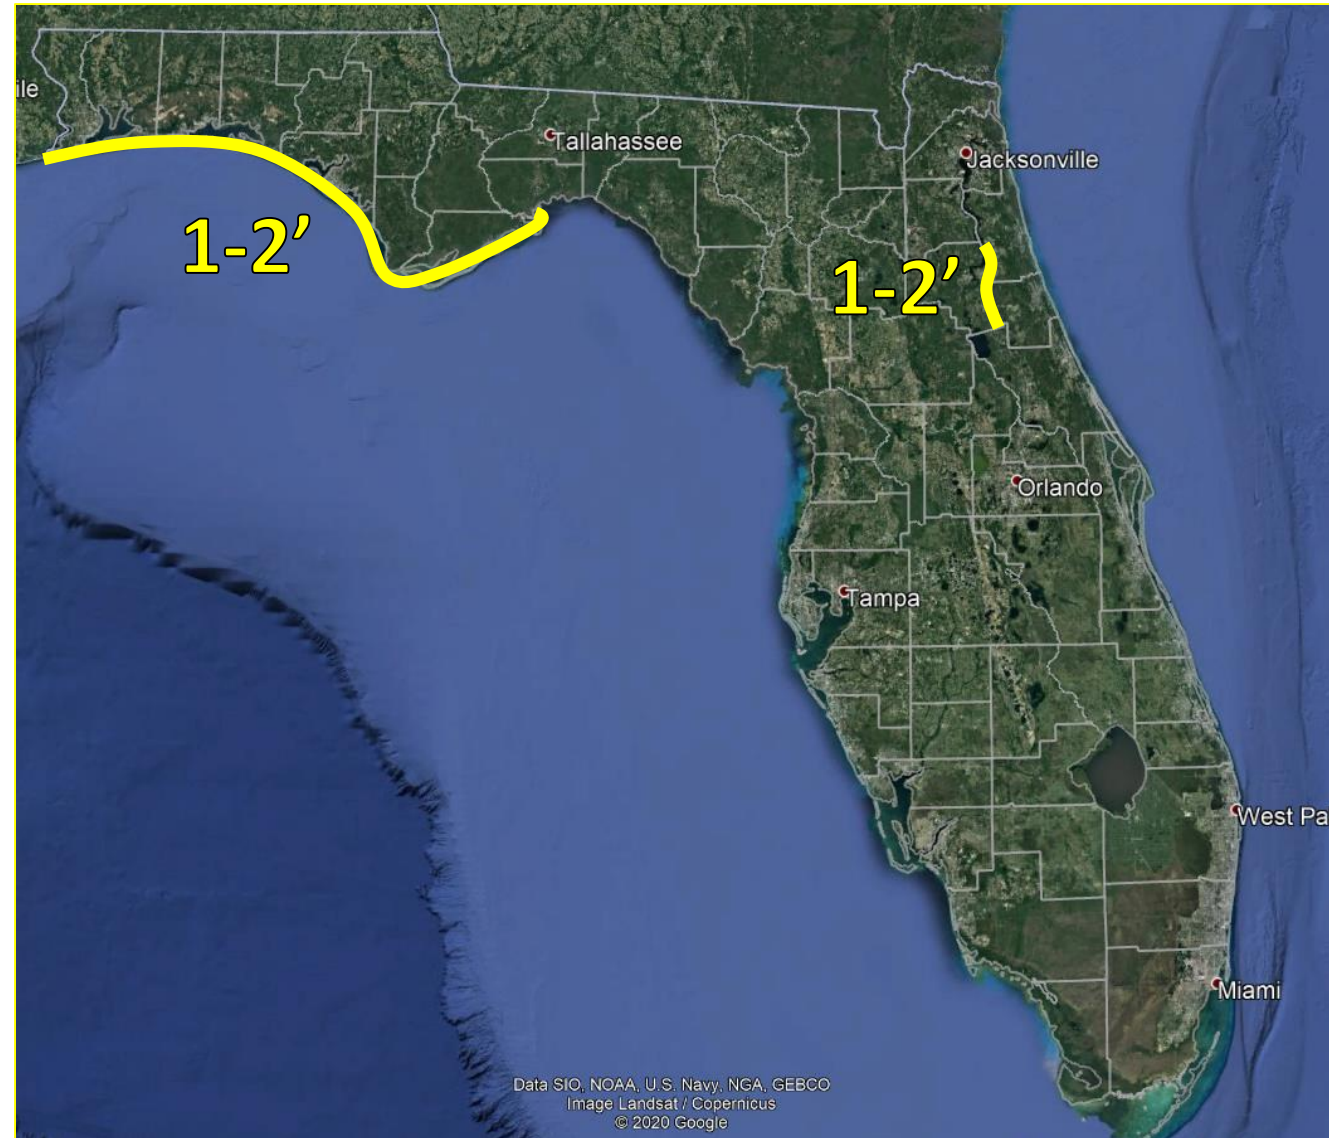 ile
Tallahassee
Jacksonville
1-2’
1-2’
Orlando
Tampa
West Pa
Miami
Data SIO, NOAA, U.S. Navy, NGA, GEBCO
Image Landsat / Copernicus
© 2020 Google